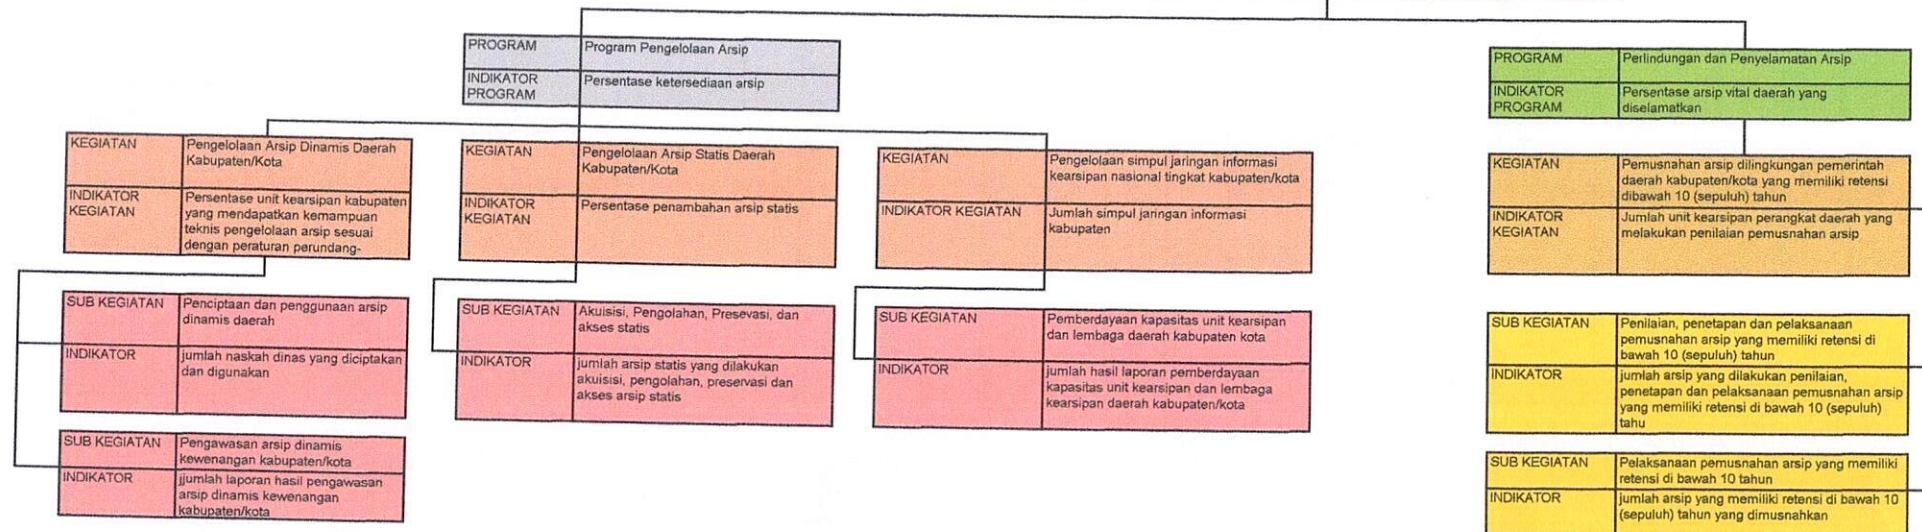 PROGRAM
Program Pengelolaan Arsip
INDIKATOR
PROGRAM
Persentase ketersediaan arsip
PROGRAM
Perlindungan dan Penyelamatan Arsip
INDIKATOR
PROGRAM
Persentase arsip vital daerah yang
diselamatkan
KEGIATAN
Pengelolaan Arsip Dinamis Daerah
Kabupaten/Kota
INDIKATOR
KEGIATAN
Persentase unit kearsipan kabupaten
yang mendapatkan kemampuan
teknis pengelolaan arsip sesuai
dengan peraturan perundang-
KEGIATAN
Pengelolaan Arsip Statis Daerah
Kabupaten/Kota
INDIKATOR
KEGIATAN
Persentase penambahan arsip statis
KEGIATAN
Pengelolaan simpul jaringan informasi
kearsipan nasional tingkat kabupaten/kota
INDIKATOR KEGIATAN
Jumlah simpul jaringan informasi
kabupaten
KEGIATAN
Pemusnahan arsip dilingkungan pemerintah
daerah kabupaten/kota yang memiliki retensi
dibawah 10 (sepuluh) tahun
INDIKATOR
KEGIATAN
Jumlah unit kearsipan perangkat daerah yang
melakukan penilaian pemusnahan arsip
SUB KEGIATAN
Penciptaan dan penggunaan arsip
dinamis daerah
INDIKATOR
jumlah naskah dinas yang diciptakan
dan digunakan
SUB KEGIATAN
Akuisisi, Pengolahan, Presevasi, dan
akses statis
INDIKATOR
jumlah arsip statis yang dilakukan
akuisisi, pengolahan, preservasi dan
akses arsip statis
SUB KEGIATAN
Pemberdayaan kapasitas unit kearsipan
dan lembaga daerah kabupaten kota
INDIKATOR
jumlah hasil laporan pemberdayaan
kapasitas unit kearsipan dan lembaga
kearsipan daerah kabupaten/kota
SUB KEGIATAN
Penilaian, penetapan dan pelaksanaan
pemusnahan arsip yang memiliki retensi di
bawah 10 (sepuluh) tahun
INDIKATOR
jumlah arsip yang dilakukan penilaian,
penetapan dan pelaksanaan pemusnahan arsip
yang memiliki retensi di bawah 10 (sepuluh)
tahu
SUB KEGIATAN
Pengawasan arsip dinamis
kewenangan kabupaten/kota
INDIKATOR
jjumlah laporan hasil pengawasan
arsip dinamis kewenangan
kabupaten/kota
SUB KEGIATAN
Pelaksanaan pemusnahan arsip yang memiliki
retensi di bawah 10 tahun
INDIKATOR
jumlah arsip yang memiliki retensi di bawah 10
(sepuluh) tahun yang dimusnahkan